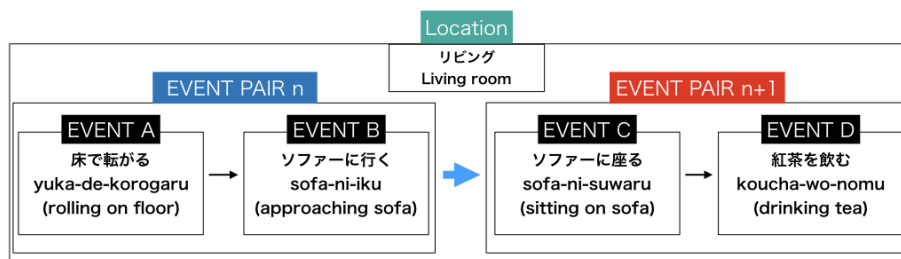 Location
リビング
Living room
EVENT PAIR n
EVENT PAIR n+1
EVENT A
床で転がる
yuka-de-korogaru
(rolling on floor)
EVENT B
ソファーに行く
sofa-ni-iku
(approaching sofa)
EVENT C
ソファーに座る
sofa-ni-suwaru
(sitting on sofa)
EVENT D
紅茶を飲む
koucha-wo-nomu
(drinking tea)